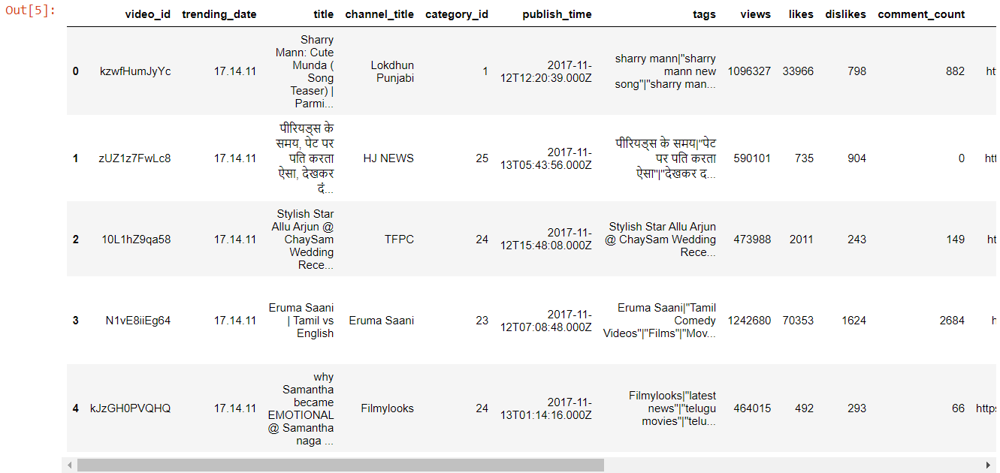 Out[5]:
video_id trending_date title channel_title category_id publish_time tags views likes dislikes comment_count
0 kzwfHumJyYc 17.14.11 Sharry Mann: Cute Munda ( Song Teaser) | Parmi... Lokdhun Punjabi 1 2017-11-12T12:20:39.000Z sharry mann|"sharry mann new song"|"sharry man... 1096327 33966 798 882 ht
1 zUZ1z7FwLc8 17.14.11 पीरियड्स के समय, पेट पर पति करता ऐसा, देखकर दं... HJ NEWS 25 2017-11-13T05:43:56.000Z पीरियड्स के समय|"पेट पर पति करता ऐसा"|"देखकर द... 590101 735 904 0 htt
2 10L1hZ9qa58 17.14.11 Stylish Star Allu Arjun @ ChaySam Wedding Rece... TFPC 24 2017-11-12T15:48:08.000Z Stylish Star Allu Arjun @ ChaySam Wedding Rece... 473988 2011 243 149 ht
3 N1vE8iiEg64 17.14.11 Eruma Saani | Tamil vs English Eruma Saani 23 2017-11-12T07:08:48.000Z Eruma Saani|"Tamil Comedy Videos"|"Films"|"Mov... 1242680 70353 1624 2684 h
4 kJzGH0PVQHQ 17.14.11 why Samantha became EMOTIONAL @ Samantha naga ... Filmylooks 24 2017-11-13T01:14:16.000Z Filmylooks|"latest news"|"telugu movies"|"telu... 464015 492 293 66 https